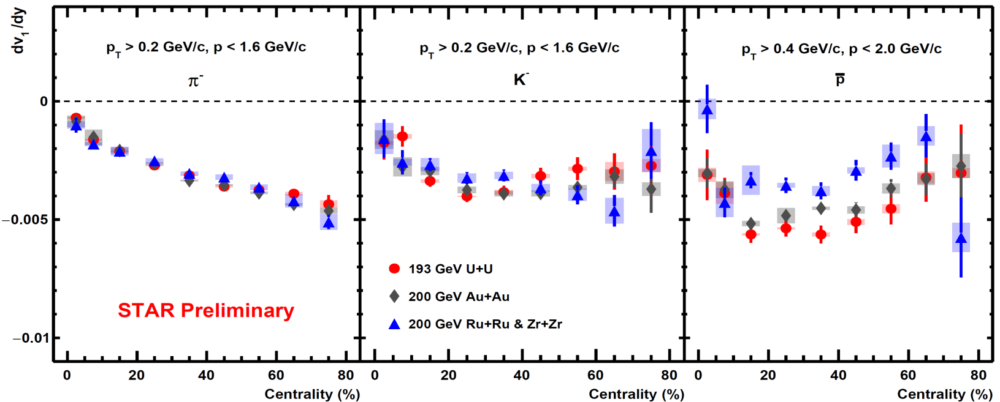 dv₁/dy
p_T > 0.2 GeV/c, p < 1.6 GeV/c
p_T > 0.2 GeV/c, p < 1.6 GeV/c
p_T > 0.4 GeV/c, p < 2.0 GeV/c
π⁻
K⁻
p̅
0
−0.005
−0.01
193 GeV U+U
200 GeV Au+Au
200 GeV Ru+Ru & Zr+Zr
STAR Preliminary
0 20 40 60 80
0 20 40 60 80
0 20 40 60 80
Centrality (%)
Centrality (%)
Centrality (%)